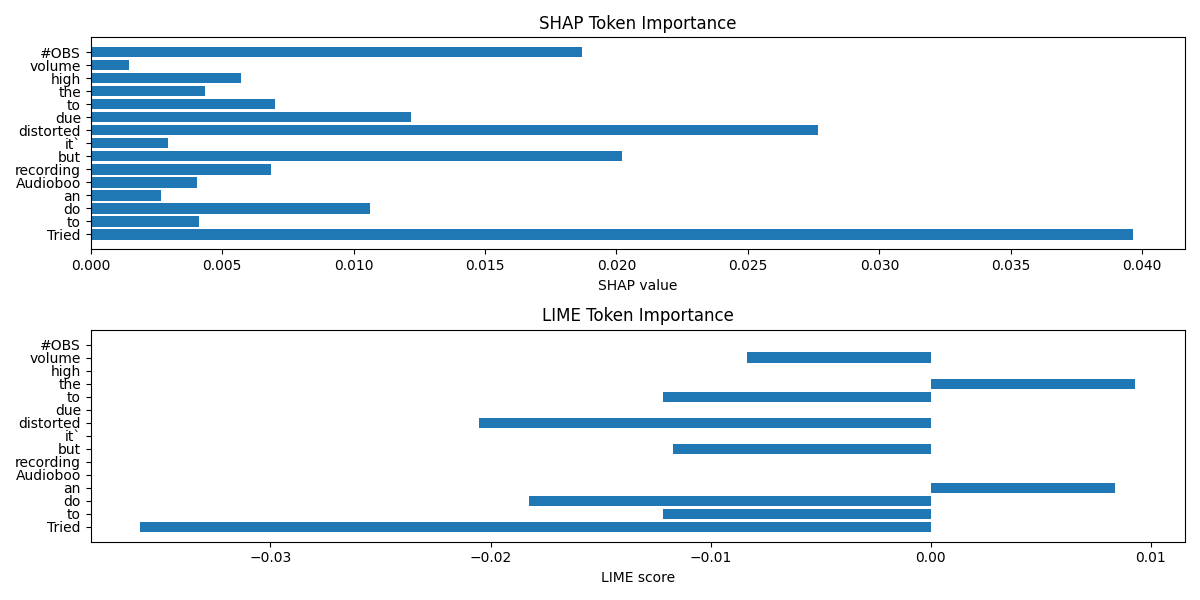 SHAP Token Importance
#OBS
volume
high
the
to
due
distorted
it`
but
recording
Audioboo
an
do
to
Tried
0.000 0.005 0.010 0.015 0.020 0.025 0.030 0.035 0.040
SHAP value
LIME Token Importance
#OBS
volume
high
the
to
due
distorted
it`
but
recording
Audioboo
an
do
to
Tried
−0.03 −0.02 −0.01 0.00 0.01
LIME score